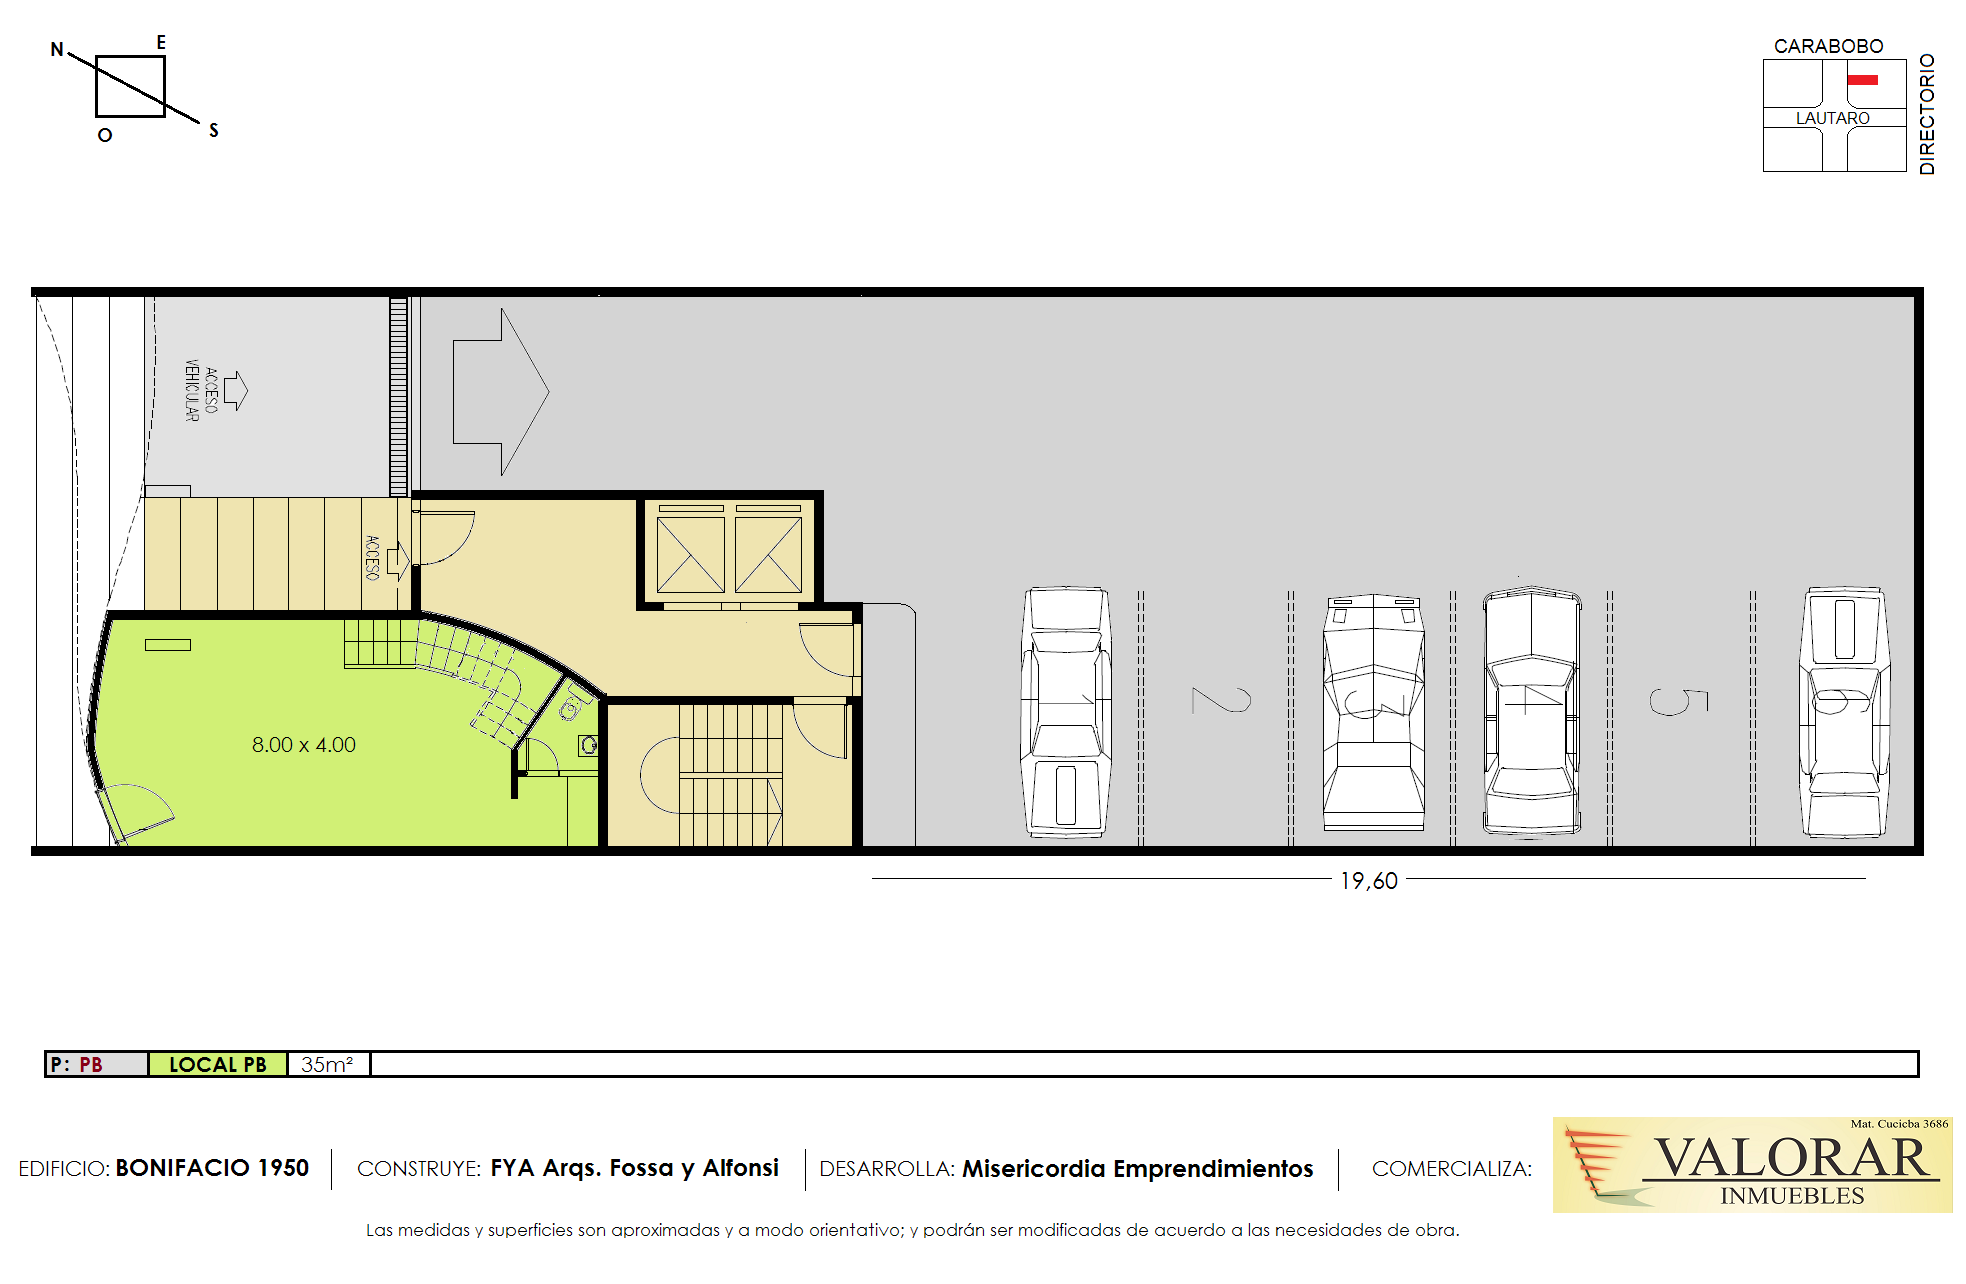 N
E
O
S
CARABOBO
LAUTARO
DIRECTORIO
ACCESO
VEHICULAR
ACCESO
8.00 x 4.00
1
2
3
4
5
6
19,60
P: PB
LOCAL PB
35m²
EDIFICIO: BONIFACIO 1950
CONSTRUYE: FYA Arqs. Fossa y Alfonsi
DESARROLLA: Misericordia Emprendimientos
COMERCIALIZA:
Mat. Cucicba 3686
VALORAR
INMUEBLES
Las medidas y superficies son aproximadas y a modo orientativo; y podrán ser modificadas de acuerdo a las necesidades de obra.